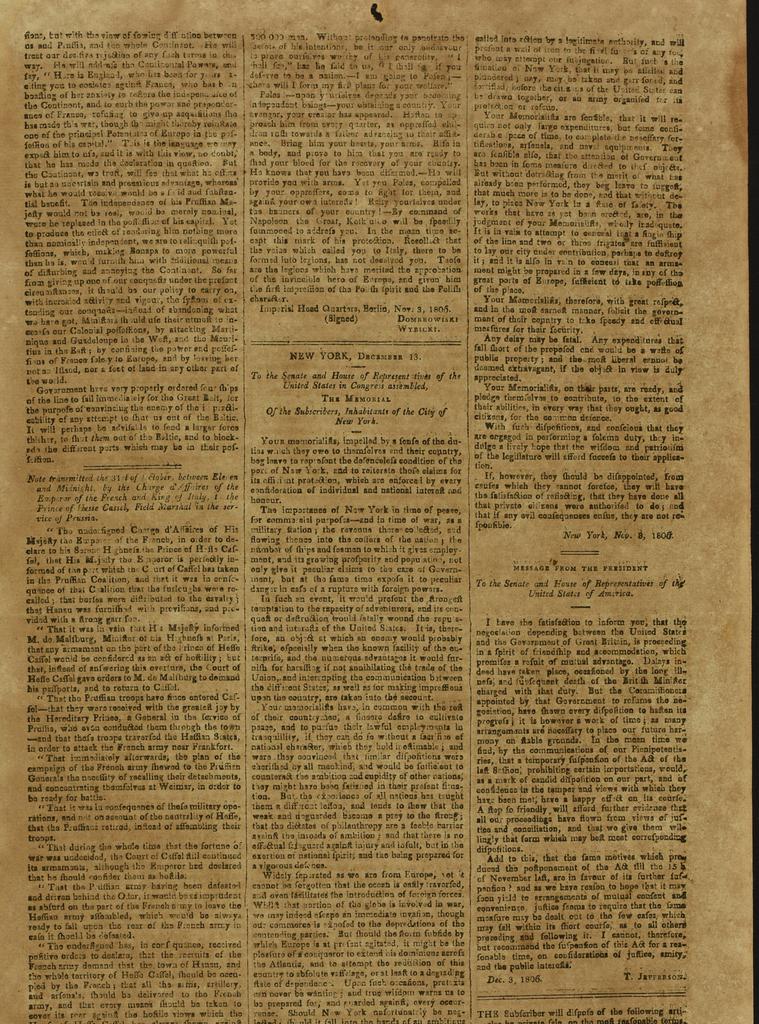 sions, but with the view of sowing dissention between
us and Prussia, and the whole Continent. He will
treat our desire of rejection of any such terms in this
way. He will address the Continental Powers, and
say, "Here is England, who has been for years
exciting you to contests against France, who has been
boasting of her anxiety to restore the independence of
the Continent, and to curb the power and preponderance
of France, refusing to give up acquisitions she
has made this war, though she might thereby reinstate
one of the principal Potentates of Europe in the possession
of his capital." This is the language we may
expect him to use, and it is with this view, no doubt,
that he has made the declaration in question. But
the Continent, we trust, will see that what he offers
is but an uncertain and precarious advantage, whereas
what he would receive would be a solid and substantial
benefit. The independence of his Prussian Majesty
would not be real, would be merely nominal,
were he replaced in the possession of his capital. Yet
to produce the effect of rendering him nothing more
than nominally independent, we are to relinquish possessions,
which, making Bonaparte more powerful
than he is, would furnish him with additional means
of disturbing and annoying the Continent. So far
from giving up one of our conquests under the present
circumstances, it should be our policy to carry on,
with increased activity and vigour, the system of extending
our conquests—instead of abandoning what
we have got, Ministers should use their utmost to increase
our Colonial possessions, by attacking Martinique
and Guadeloupe in the West, and the Mauritius
in the East; by confining the power and possessions
of France solely to Europe, and by leaving her
not an Island, nor a foot of land in any other part of
the world.
Government have very properly ordered four ships
of the line to sail immediately for the Great Belt, for
the purpose of convincing the enemy of the impracticability
of any attempt to shut us out of the Baltic.
It will perhaps be advisable to send a larger force
thither, to shut them out of the Baltic, and to blockade
the different ports which may be in their possession.
Note transmitted the 31st of October, between Eleven
and Midnight, by the Charge d'Affaires of the
Emperor of the French and King of Italy, to the
Prince of Hesse Cassel, Field Marshal in the service
of Prussia.
"The undersigned Charge d'Affaires of His
Majesty the Emperor of the French, in order to declare
to his Serene Highness the Prince of Hesse Cassel,
that His Majesty the Emperor is perfectly informed
of the part which the Court of Cassel has taken
in the Prussian Coalition, and that it was in consequence
of that Coalition that the furloughs were recalled;
that horses were distributed to the cavalry;
that Hanau was furnished with provisions, and provided
with a strong garrison.
"That it was in vain that His Majesty informed
M. de Malsburg, Minister of his Highness at Paris,
that any armament on the part of the Prince of Hesse
Cassel would be considered as an act of hostility; but
that, instead of answering this overture, the Court of
Hesse Cassel gave orders to M. de Malsburg to demand
his passports, and to return to Cassel.
"That the Prussian troops have since entered Cassel—that
they were received with the greatest joy by
the Hereditary Prince, a General in the service of
Prussia, who even conducted them through the town
—and that these troops traversed the Hessian States,
in order to attack the French army near Frankfort.
"That immediately afterwards, the plan of the
campaign of the French army shewed to the Prussian
Generals the necessity of recalling their detachments,
and concentrating themselves at Weimar, in order to
be ready for battle.
"That it was in consequence of these military operations,
and not on account of the neutrality of Hesse,
that the Prussians retired, instead of assembling their
troops.
"That during the whole time that the fortune of
war was undecided, the Court of Cassel still continued
its armaments, although the Emperor had declared
that he should consider them as hostile.
"That the Prussian army having been defeated
and driven behind the Oder, it would be as imprudent
as absurd on the part of the French army to leave the
Hessian army assembled, which would be always
ready to fall upon the rear of the French army in
case it should be defeated.
"The undersigned has, in consequence, received
positive orders to declare, that the recruits of the
French army demand that the town of Hanau, and
the whole territory of Hesse Cassel, should be occupied
by the French; that all the arms, artillery,
and arsenals, should be delivered to the French
army, and that every means should be taken to
cover its rear against the hostile views which the
500,000 men. Without pretending to penetrate the
secret of his intentions, be it our only endeavour
to prove ourselves worthy of his generosity. "I
shall see," has he said to us, "I shall see if you
deserve to be a nation.—I am going to Posen;—
there will I form my first plans for your welfare."
Poles!—upon yourselves depends your becoming
independent beings—your obtaining a country. Your
avenger, your creator has appeared. Hasten to approach
him from every quarter, as oppressed children
rush towards a father advancing to their assistance.
Bring him your hearts, your arms. Rise in
a body, and prove to him that you are ready to
shed your blood for the recovery of your country.
He knows that you have been disarmed.—He will
provide you with arms. Yet you Poles, compelled
by your oppressors, come to fight for them, and
against your own interests! Rally yourselves under
the banners of your country!—By command of
Napoleon the Great, Kosciusko will be speedily
summoned to address you. In the mean time accept
this mark of his protection. Recollect that
the voice which called you to Italy, there to be
formed into legions, has not deceived you. Those
are the legions which have merited the approbation
of the invincible hero of Europe, and given him
the first impression of the Polish spirit and the Polish
character.
Imperial Head Quarters, Berlin, Nov. 3, 1806.
(Signed) DOMBROWSKI
WYBICKI.
NEW YORK, DECEMBER 13.
To the Senate and House of Representatives of the
United States in Congress assembled,
THE MEMORIAL
Of the Subscribers, Inhabitants of the City of
New York.
YOUR memorialists, impelled by a sense of the duties
which they owe to themselves and their country,
beg leave to represent the defenceless condition of the
port of New York, and to reiterate those claims for
its efficient protection, which are enforced by every
consideration of individual and national interest and
honour.
The importance of New York in time of peace,
for commercial purposes—and in time of war, as a
military station; the revenue there collected, and
flowing thence into the coffers of the nation; the
number of ships and seamen to which it gives employment,
and its growing prosperity and population, not
only give it peculiar claims to the care of Government,
but at the same time expose it to peculiar
danger in case of a rupture with foreign powers.
In such an event, it would present the strongest
temptation to the rapacity of adventurers, and its conquest
or destruction would fatally wound the reputation
and interests of the United States. It is, therefore,
an object at which an enemy would probably
strike, especially when the known facility of the enterprise,
and the numerous advantages it would furnish
for harassing if not annihilating the trade of the
Union, and interrupting the communication between
the different States, as well as for making impressions
upon the country, are taken into the account.
Your memorialists have, in common with the rest
of their countrymen, a sincere desire to cultivate
peace, and to pursue their lawful employments in
tranquility, if they can do so without a sacrifice of
national character, which they hold inestimable; and
were they convinced that similar dispositions were
cherished by all mankind, and would be sufficient to
counteract the ambition and cupidity of other nations,
they might have been satisfied in their present situation.
But the experience of all nations has taught
them a different lesson, and tends to shew that the
weak and unguarded become a prey to the strong;
that the dictates of philanthropy are a feeble barrier
against the inroads of ambition; and that there is no
effectual safeguard against injury and insult, but in the
exertion of national spirit, and the being prepared for
a vigorous defence.
Widely separated as we are from Europe, yet it
cannot be forgotten that the ocean is easily traversed,
and even facilitates the introduction of foreign forces.
Whilst that portion of the globe is involved in war,
we may indeed escape an immediate invasion, though
our commerce is exposed to the depredations of the
contending parties. But should the storm subside by
which Europe is at present agitated, it might be the
pleasure of a conqueror to extend his dominions across
the Atlantic, and to attempt the reduction of this
country to absolute vassalage, or at least to a degrading
state of dependence. Upon such occasions, pretexts
can never be wanting; and true wisdom warns us to
be prepared for, and guarded against, every occurrence.
Should New York unfortunately be neglected;
should it fall into the hands of an ambitious
called into action by a legitimate authority, and will
present a wall of iron to the first forces of any foe,
who may attempt our subjugation. But such is the
situation of New York, that it may be assailed and
plundered; nay, may be taken and garrisoned, and
fortified, before the citizens of the United States can
be drawn together, or an army organised for its
protection or rescue.
Your Memorialists are sensible, that it will require
not only large expenditures, but some considerable
space of time, to complete the necessary fortifications,
arsenals, and naval equipments. They
are sensible also, that the attention of Government
has been in some measure directed to this object.
But without detracting from the merit of what has
already been performed, they beg leave to suggest,
that much more is to be done, and that without delay,
to place New York in a state of safety. The
works that have as yet been erected, are, in the
judgment of your Memorialists, wholly inadequate.
It is in vain to attempt to conceal that a single ship
of the line and two or three frigates are sufficient
to lay our city under contribution, perhaps to destroy
it; and it is also in vain to conceal that an armament
might be prepared in a few days, in any of the
great parts of Europe, sufficient to take possession
of the place.
Your Memorialists, therefore, with great respect,
and in the most earnest manner, solicit the government
of their country to take speedy and effectual
measures for their security.
Any delay may be fatal. Any expenditures that
fall short of the proposed end would be a waste of
public property; and the most liberal cannot be
deemed extravagant, if the object in view is duly
appreciated.
Your Memorialists, on their parts, are ready, and
pledge themselves to contribute, to the extent of
their abilities, in every way that they ought, as good
citizens, for the common defence.
With such dispositions, and conscious that they
are engaged in performing a solemn duty, they indulge
a lively hope that the wisdom and patriotism
of the legislature will afford success to their application.
If, however, they should be disappointed, from
causes which they cannot foresee, they will have
the satisfaction of reflecting, that they have done all
that private citizens were authorised to do; and
that if any evil consequences ensue, they are not responsible.
New York, Nov. 8, 1806.
MESSAGE FROM THE PRESIDENT
To the Senate and House of Representatives of the
United States of America.
I have the satisfaction to inform you, that the
negociation depending between the United States
and the Government of Great Britain, is proceeding
in a spirit of friendship and accommodation, which
promises a result of mutual advantage. Delays indeed
have taken place, occasioned by the long illness,
and subsequent death of the British Minister
charged with that duty. But the Commissioners
appointed by that Government to resume the negociation,
have shewn every disposition to hasten its
progress; it is however a work of time; as many
arrangements are necessary to place our future harmony
on stable grounds. In the mean time we
find, by the communications of our Plenipotentiaries,
that a temporary suspension of the Act of the
last Session, prohibiting certain importations, would,
as a mark of candid disposition on our part, and of
confidence in the temper and views with which they
have been met, have a happy effect on its course.
A step so friendly, will afford further evidence that
all our proceedings have flown from views of justice
and conciliation, and that we give them willingly
that form which may best meet corresponding
dispositions.
Add to this, that the same motives which produced
the postponement of the Act till the 15th
of November last, are in favour of its further suspension;
and as we have reason to hope that it may
soon yield to arrangements of mutual consent and
convenience, justice seems to require that the same
measure may be dealt out to the few cases, which
may fall within its short course, as to all others
preceding and following it. I cannot, therefore,
but recommend the suspension of this Act for a reasonable
time, on considerations of justice, amity,
and the public interests.
Dec. 3, 1806. T. JEFFERSON.
THE Subscriber will dispose of the following arti-